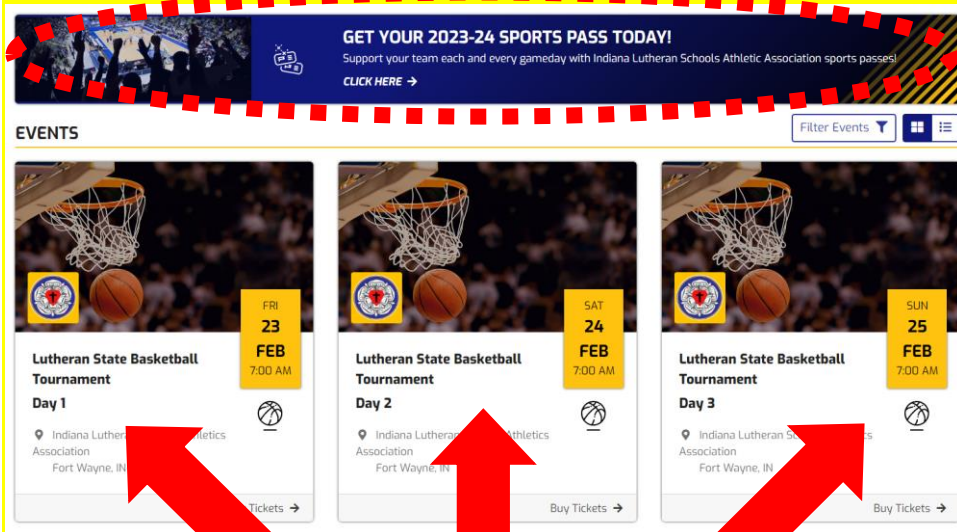 GET YOUR 2023-24 SPORTS PASS TODAY!
Support your team each and every gameday with Indiana Lutheran Schools Athletic Association sports passes!
CLICK HERE →
EVENTS
Filter Events
FRI
23
FEB
7:00 AM
Lutheran State Basketball
Tournament
Day 1
Indiana
Association
Fort Wayne, IN
Tickets →
SAT
24
FEB
7:00 AM
Lutheran State Basketball
Tournament
Day 2
Indiana Lutheran Athletics
Association
Fort Wayne, IN
Buy Tickets →
SUN
25
FEB
7:00 AM
Lutheran State Basketball
Tournament
Day 3
Indiana Lutheran
Association
Fort Wayne, IN
Buy Tickets →